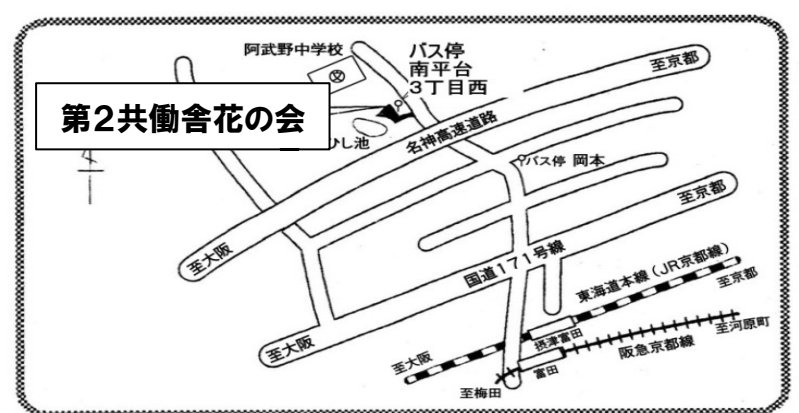 阿武野中学校
文
バス停
南平台
3丁目西
至京都
第2共働舎花の会
ひし池
名神高速道路
バス停 岡本
至京都
至大阪
国道171号線
東海道本線(JR京都線)
至京都
至大阪
摂津富田
至河原町
至大阪
阪急京都線
富田
至梅田